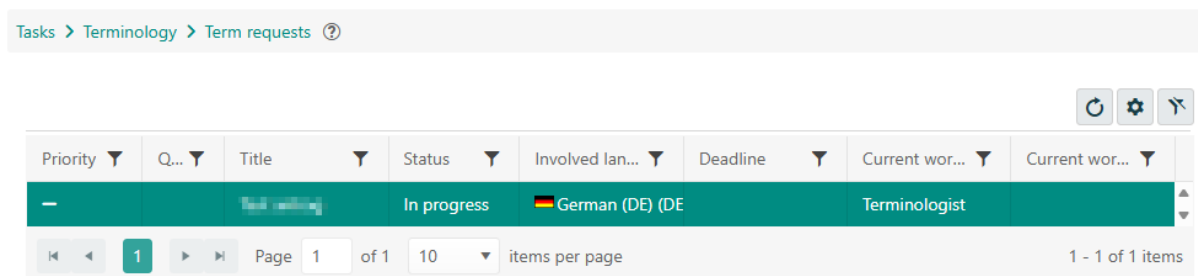 Tasks > Terminology > Term requests ?
Priority Q... Title Status Involved lan... Deadline Current wor... Current wor...
In progress German (DE) (DE Terminologist
1 Page 1 of 1 10 items per page 1 - 1 of 1 items